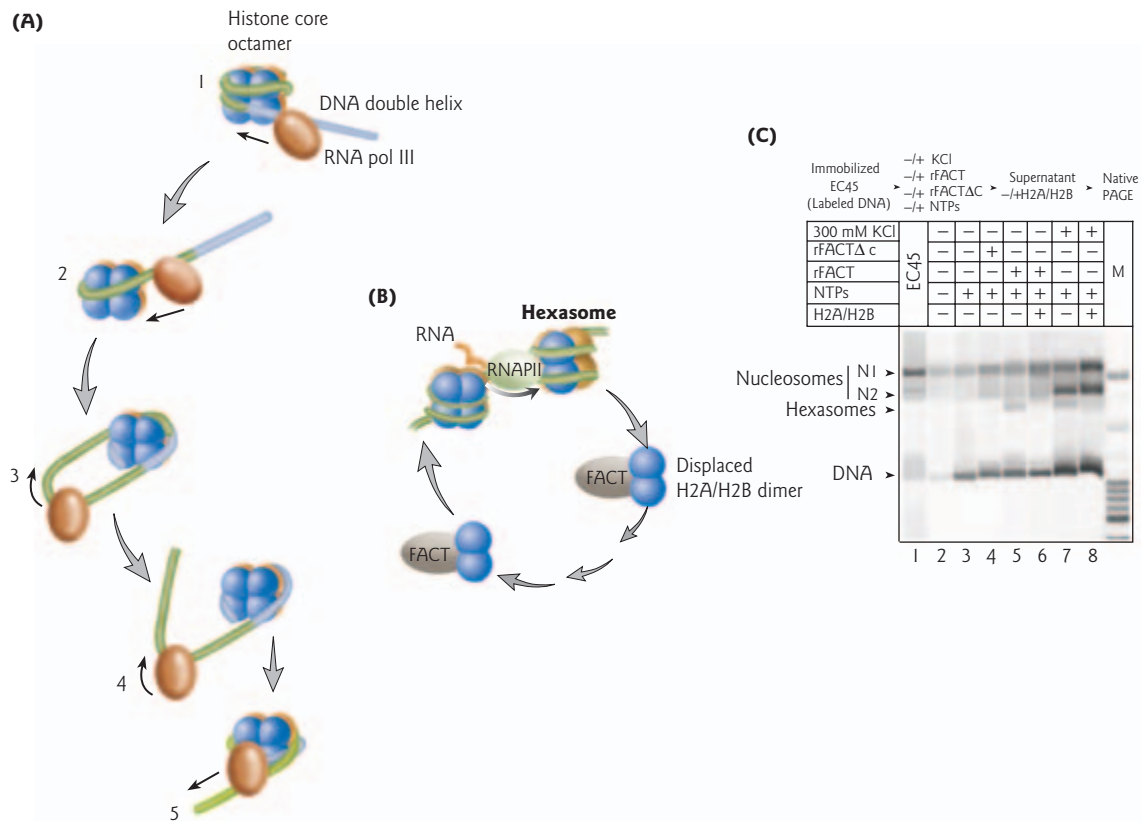 (A)
Histone core
octamer
1
DNA double helix
RNA pol III
2
3
4
5
(B)
Hexasome
RNA
RNAPII
FACT
Displaced
H2A/H2B dimer
FACT
(C)
Immobilized
EC45
(Labeled DNA)
–/+ KCl
–/+ rFACT
–/+ rFACTΔC
–/+ NTPs
Supernatant
–/+H2A/H2B
Native
PAGE
300 mM KCl EC45 – – – – – + + M
rFACTΔ c – – + – – – –
rFACT – – – + + – –
NTPs – + + + + + +
H2A/H2B – – – – + – +
Nucleosomes
N1
N2
Hexasomes
DNA
1 2 3 4 5 6 7 8